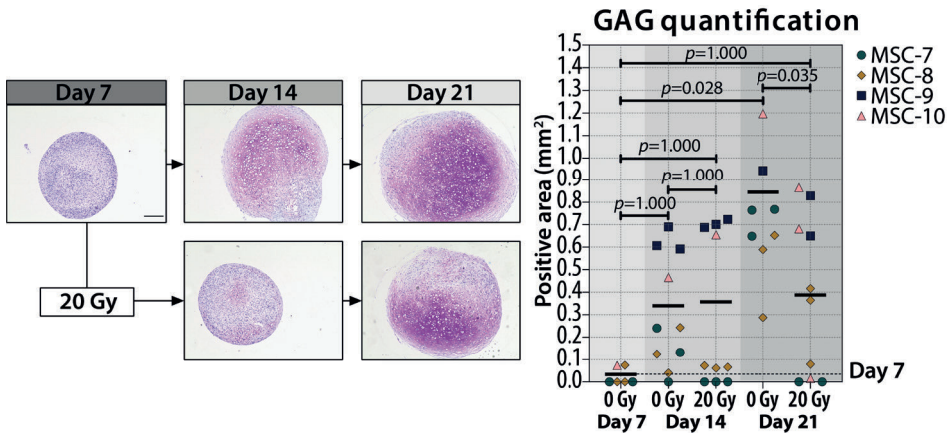 Day 7
Day 14
Day 21
20 Gy
GAG quantification
Positive area (mm²)
1.5
1.4
1.3
1.2
1.1
1.0
0.9
0.8
0.7
0.6
0.5
0.4
0.3
0.2
0.1
0.0
p=1.000
p=0.035
p=0.028
p=1.000
p=1.000
p=1.000
MSC-7
MSC-8
MSC-9
MSC-10
Day 7
0 Gy 0 Gy 20 Gy 0 Gy 20 Gy
Day 7 Day 14 Day 21